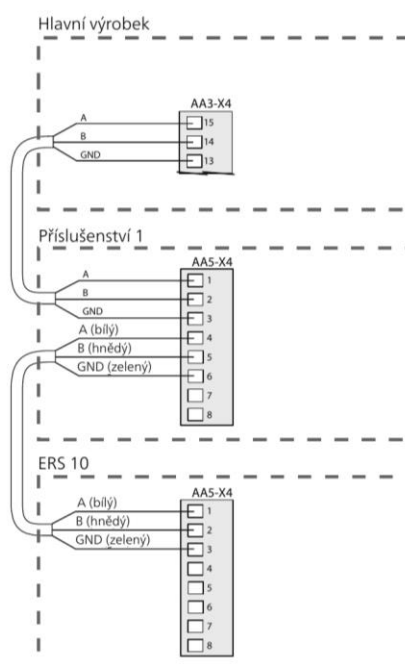 Hlavní výrobek
AA3-X4
A 15
B 14
GND 13
Příslušenství 1
AA5-X4
A 1
B 2
GND 3
A (bílý) 4
B (hnědý) 5
GND (zelený) 6
7
8
ERS 10
AA5-X4
A (bílý) 1
B (hnědý) 2
GND (zelený) 3
4
5
6
7
8